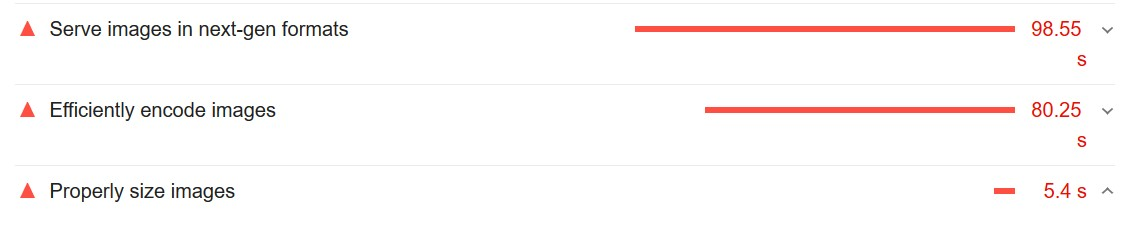 Serve images in next-gen formats 98.55
s
Efficiently encode images 80.25
s
Properly size images 5.4 s